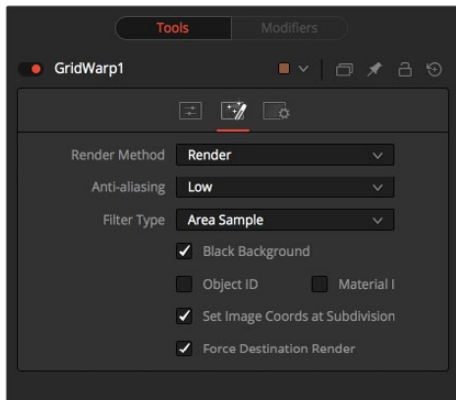 Tools Modifiers
GridWarp1
Render Method Render
Anti-aliasing Low
Filter Type Area Sample
Black Background
Object ID Material I
Set Image Coords at Subdivision
Force Destination Render